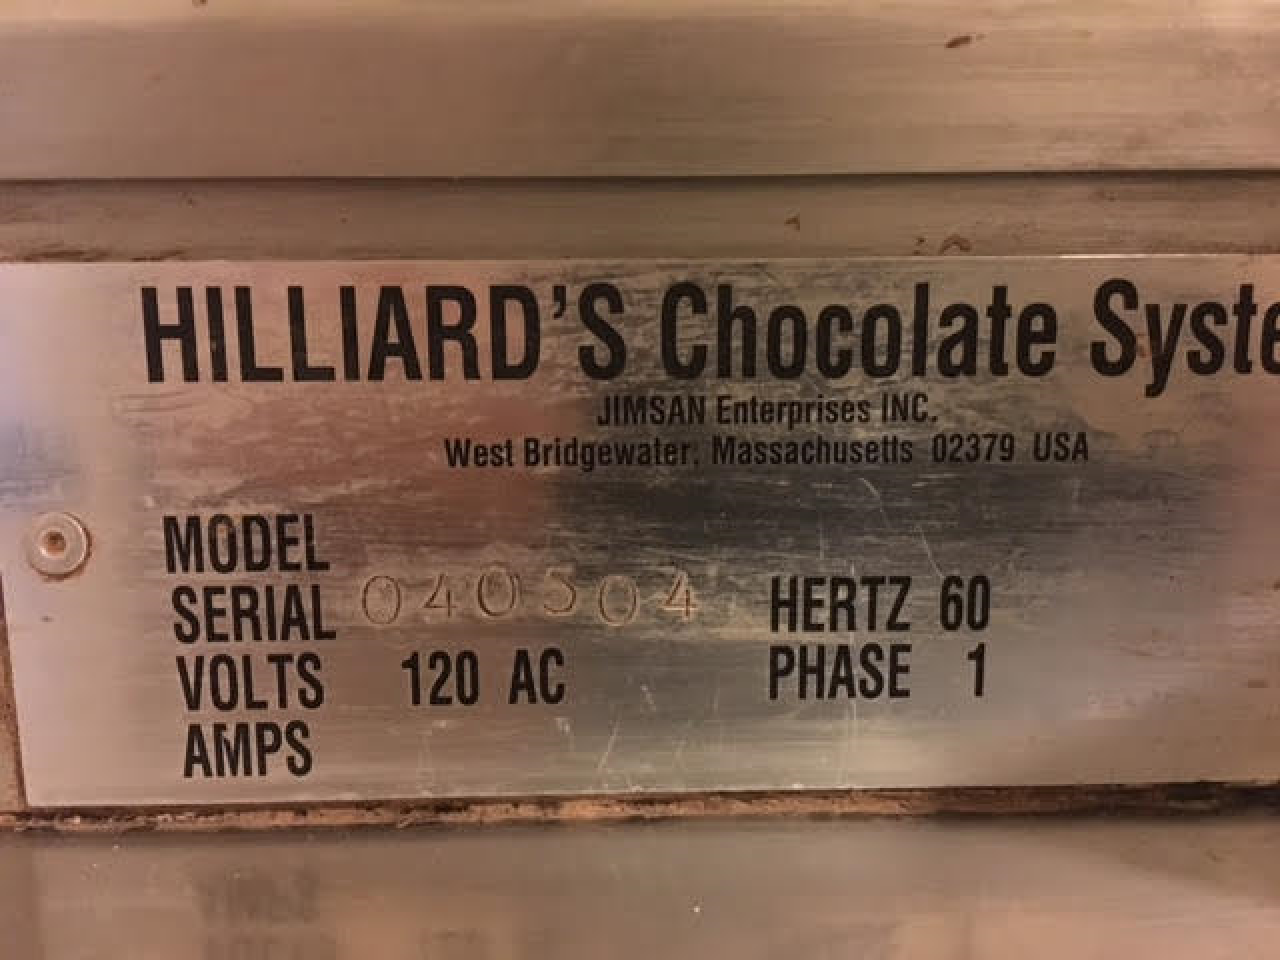 HILLIARD'S Chocolate Syste
JIMSAN Enterprises INC.
West Bridgewater, Massachusetts 02379 USA
MODEL
SERIAL 040504 HERTZ 60
VOLTS 120 AC PHASE 1
AMPS